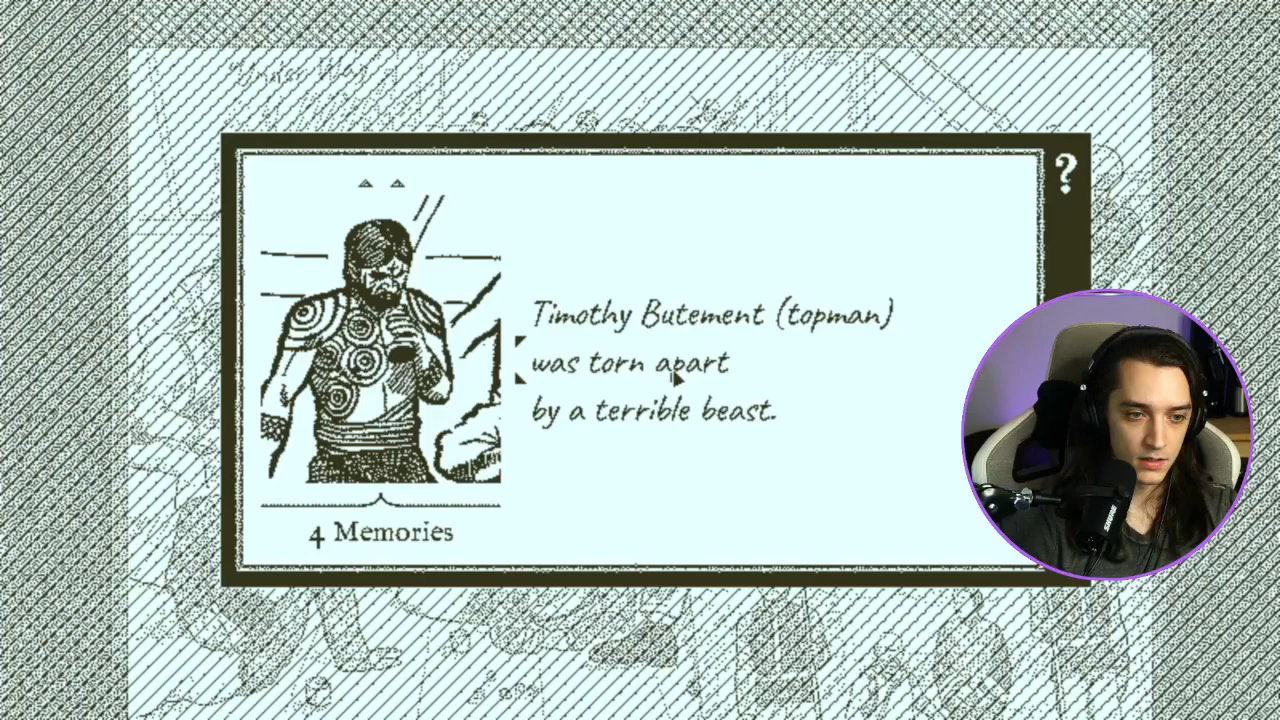 ?
Timothy Butement (topman)
was torn apart
by a terrible beast.
4 Memories